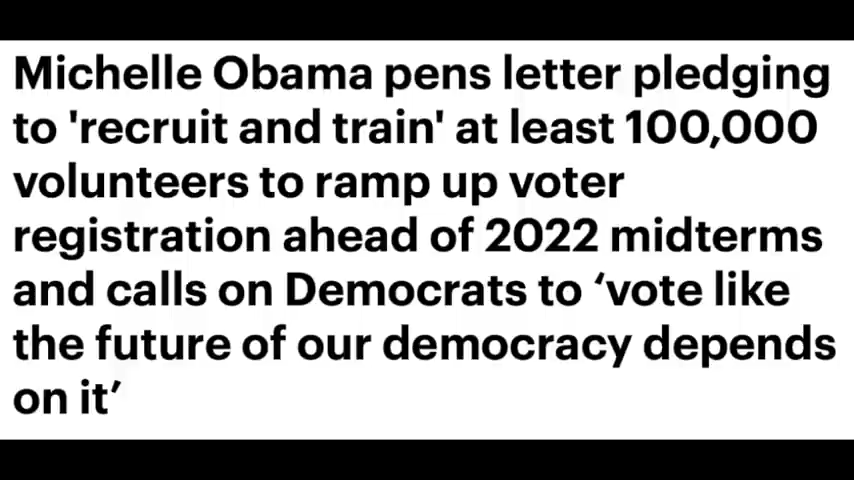 Michelle Obama pens letter pledging
to 'recruit and train' at least 100,000
volunteers to ramp up voter
registration ahead of 2022 midterms
and calls on Democrats to ‘vote like
the future of our democracy depends
on it’